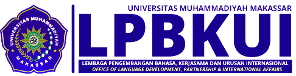 UNIVERSITAS MUHAMMADIYAH MAKASSAR
LPBKUI
LEMBAGA PENGEMBANGAN BAHASA, KERJASAMA DAN URUSAN INTERNASIONAL
OFFICE OF LANGUAGE DEVELOPMENT, PARTNERSHIP & INTERNATIONAL AFFAIRS